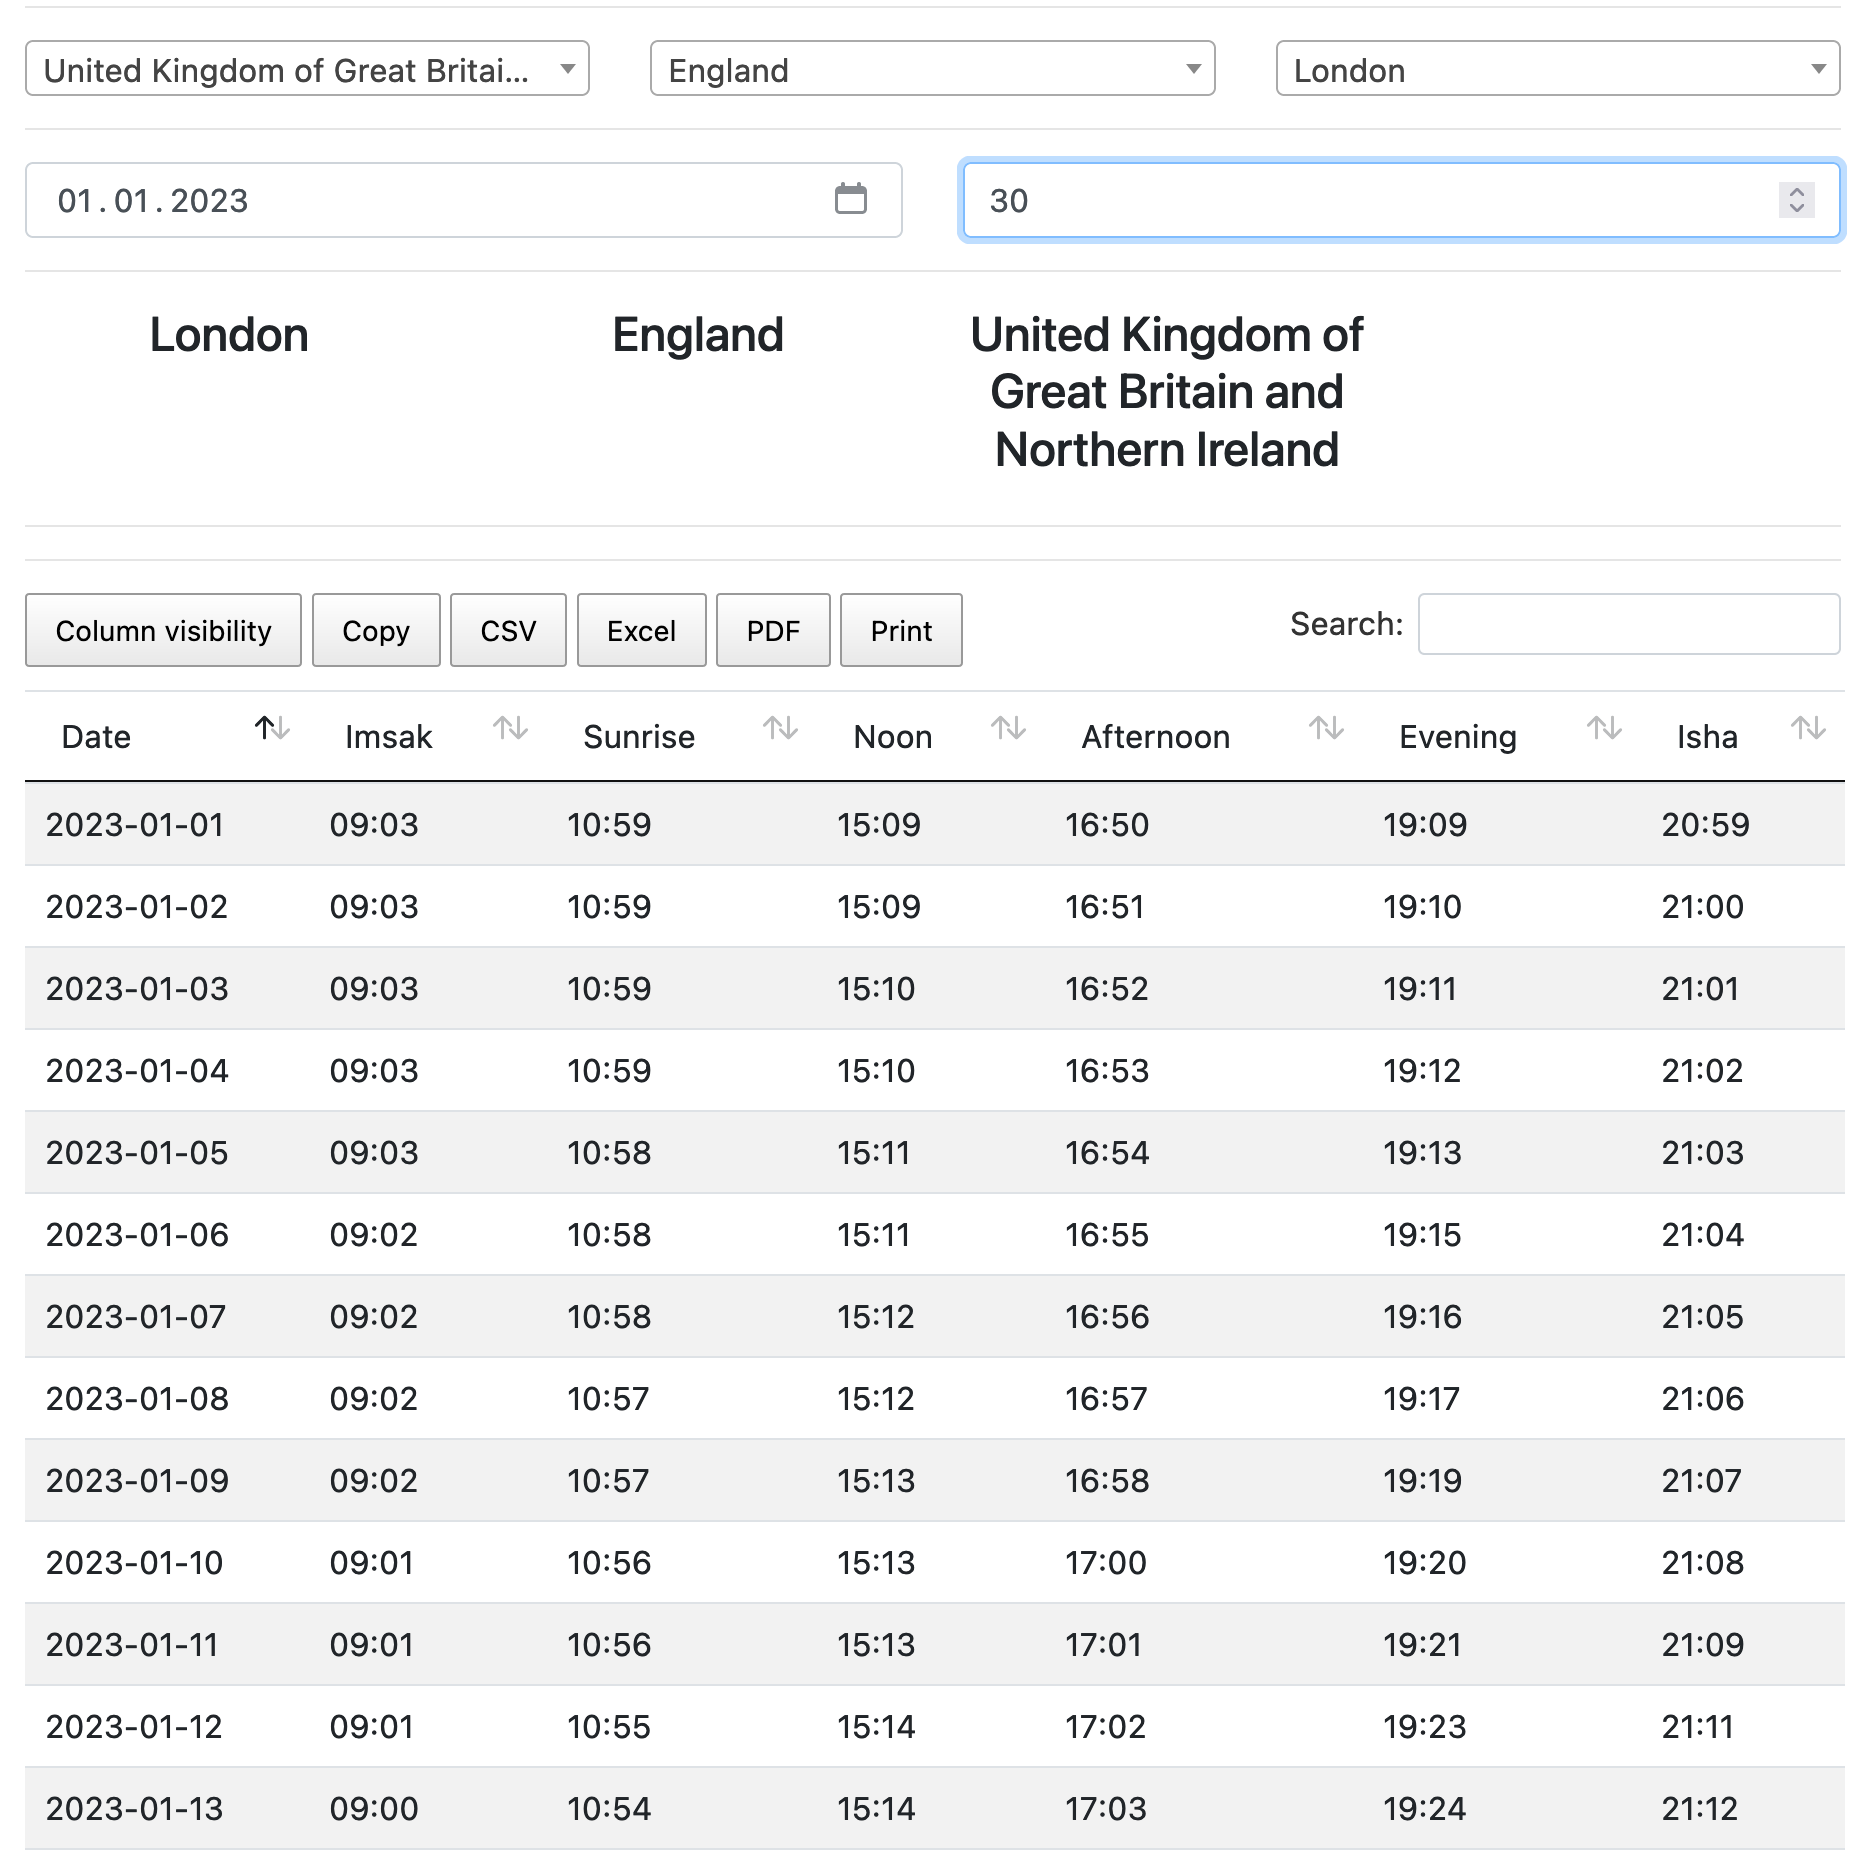 United Kingdom of Great Britai... England London
01.01.2023 30
London England United Kingdom of
Great Britain and
Northern Ireland
Column visibility Copy CSV Excel PDF Print Search:
Date Imsak Sunrise Noon Afternoon Evening Isha
2023-01-01 09:03 10:59 15:09 16:50 19:09 20:59
2023-01-02 09:03 10:59 15:09 16:51 19:10 21:00
2023-01-03 09:03 10:59 15:10 16:52 19:11 21:01
2023-01-04 09:03 10:59 15:10 16:53 19:12 21:02
2023-01-05 09:03 10:58 15:11 16:54 19:13 21:03
2023-01-06 09:02 10:58 15:11 16:55 19:15 21:04
2023-01-07 09:02 10:58 15:12 16:56 19:16 21:05
2023-01-08 09:02 10:57 15:12 16:57 19:17 21:06
2023-01-09 09:02 10:57 15:13 16:58 19:19 21:07
2023-01-10 09:01 10:56 15:13 17:00 19:20 21:08
2023-01-11 09:01 10:56 15:13 17:01 19:21 21:09
2023-01-12 09:01 10:55 15:14 17:02 19:23 21:11
2023-01-13 09:00 10:54 15:14 17:03 19:24 21:12